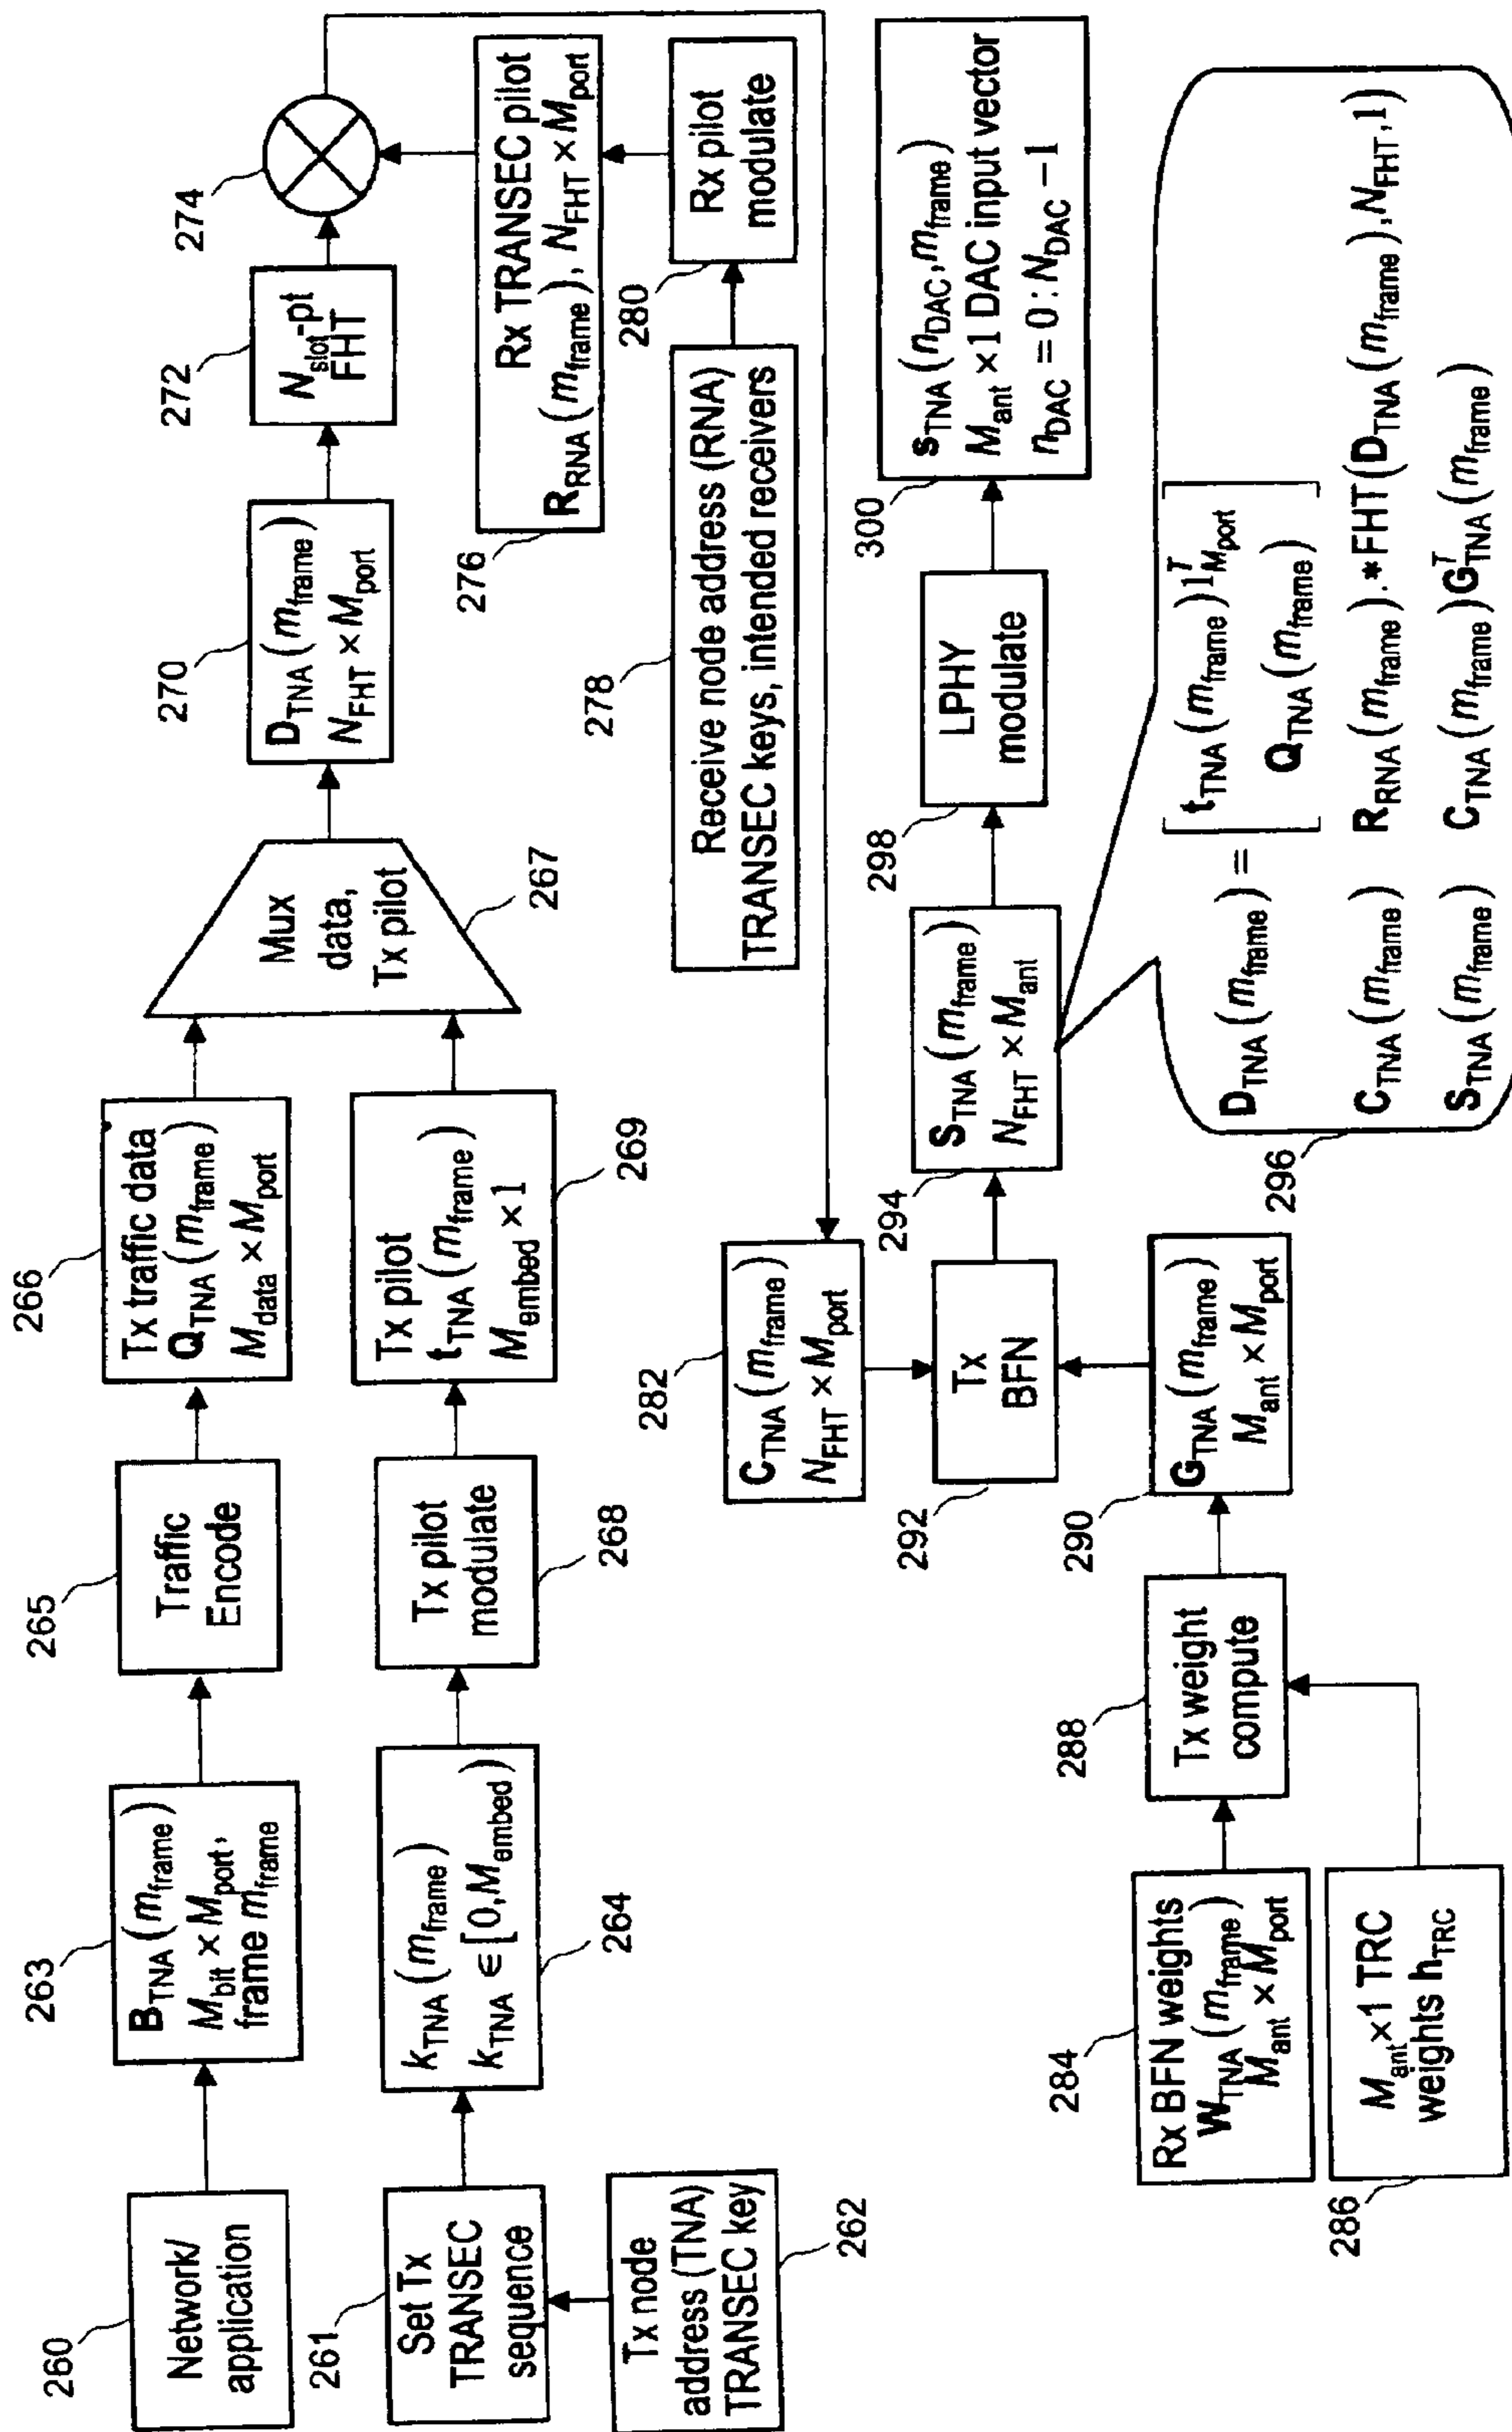 260
Network/
application
263
B_TNA(m_frame)
M_bit × M_port,
frame m_frame
265
Traffic
Encode
266
Tx traffic data
Q_TNA(m_frame)
M_data × M_port
261
Set Tx
TRANSEC
sequence
262
Tx node
address (TNA)
TRANSEC key
264
k_TNA(m_frame)
k_TNA ∈ [0, M_embed)
268
Tx pilot
modulate
269
Tx pilot
t_TNA(m_frame)
M_embed × 1
267
Mux
data,
Tx pilot
270
D_TNA(m_frame)
N_FHT × M_port
272
N_slot-pt
FHT
274
276
Rx TRANSEC pilot
R_RNA(m_frame), N_FHT × M_port
278
Receive node address (RNA)
TRANSEC keys, intended receivers
280
Rx pilot
modulate
282
C_TNA(m_frame)
N_FHT × M_port
284
Rx BFN weights
W_TNA(m_frame)
M_ant × M_port
286
M_ant × 1 TRC
weights h_TRC
288
Tx weight
compute
290
G_TNA(m_frame)
M_ant × M_port
292
Tx
BFN
294
S_TNA(m_frame)
N_FHT × M_ant
298
LPHY
modulate
300
s_TNA(n_DAC, m_frame)
M_ant × 1 DAC input vector
n_DAC = 0 : N_DAC − 1
296
D_TNA(m_frame) = [t_TNA(m_frame)1^T_M_port
Q_TNA(m_frame)]
C_TNA(m_frame) R_RNA(m_frame).*FHT(D_TNA(m_frame), N_FHT, 1)
S_TNA(m_frame) C_TNA(m_frame)G^T_TNA(m_frame)